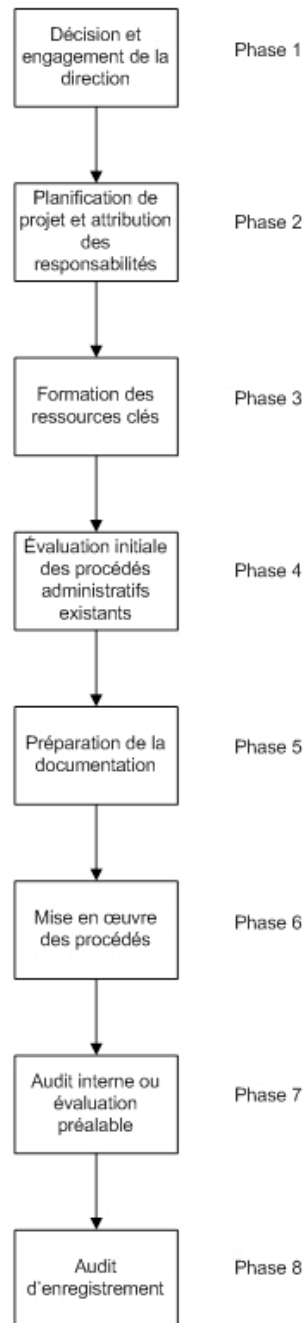 Décision et
engagement de la
direction
Phase 1
Planification de
projet et attribution
des
responsabilités
Phase 2
Formation des
ressources clés
Phase 3
Évaluation initiale
des procédés
administratifs
existants
Phase 4
Préparation de la
documentation
Phase 5
Mise en œuvre
des procédés
Phase 6
Audit interne ou
évaluation
préalable
Phase 7
Audit
d'enregistrement
Phase 8